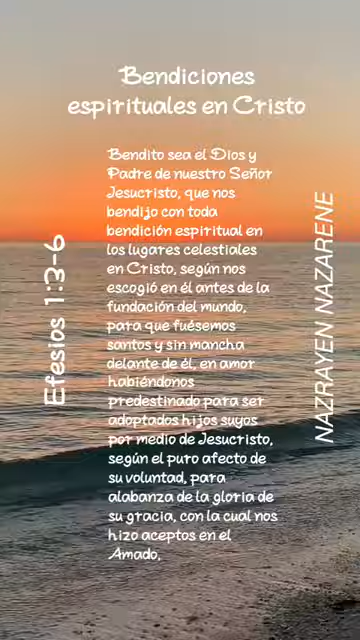 Bendiciones
espirituales en Cristo
Bendito sea el Dios y
Padre de nuestro Señor
Jesucristo, que nos
bendijo con toda
bendición espiritual en
los lugares celestiales
en Cristo, según nos
escogió en él antes de la
fundación del mundo,
para que fuésemos
santos y sin mancha
delante de él, en amor
habiéndonos
predestinado para ser
adoptados hijos suyos
por medio de Jesucristo,
según el puro afecto de
su voluntad, para
alabanza de la gloria de
su gracia, con la cual nos
hizo aceptos en el
Amado,
Efesios 1:3-6
NAZRAYEN NAZARENE